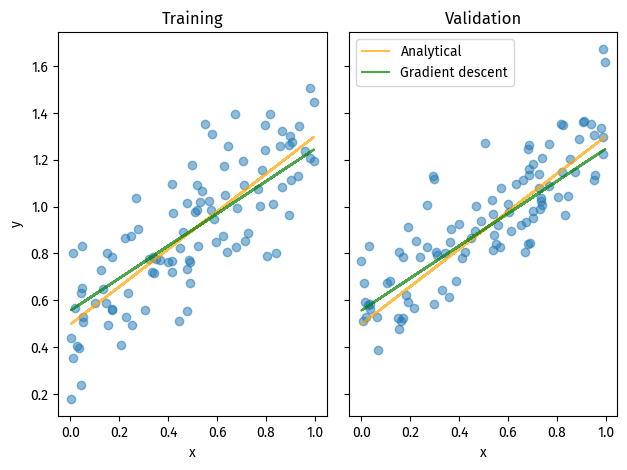 Training
Validation
Analytical
Gradient descent
y
1.6
1.4
1.2
1.0
0.8
0.6
0.4
0.2
0.0 0.2 0.4 0.6 0.8 1.0
0.0 0.2 0.4 0.6 0.8 1.0
x
x